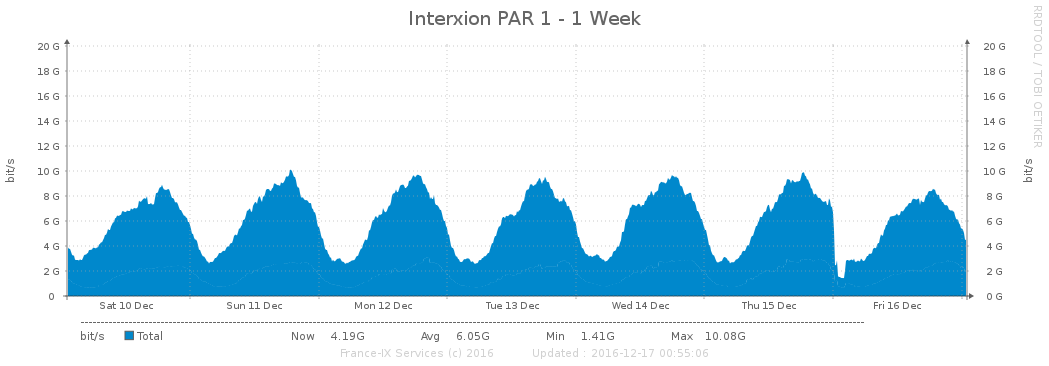 Interxion PAR 1 - 1 Week
RRDTOOL / TOBI OETIKER
bit/s
20 G 20 G
18 G 18 G
16 G 16 G
14 G 14 G
12 G 12 G
10 G 10 G
8 G 8 G
6 G 6 G
4 G 4 G
2 G 2 G
0 0 G
bit/s
Sat 10 Dec Sun 11 Dec Mon 12 Dec Tue 13 Dec Wed 14 Dec Thu 15 Dec Fri 16 Dec
bit/s Total Now 4.19G Avg 6.05G Min 1.41G Max 10.08G
France-IX Services (c) 2016 Updated : 2016-12-17 00:55:06